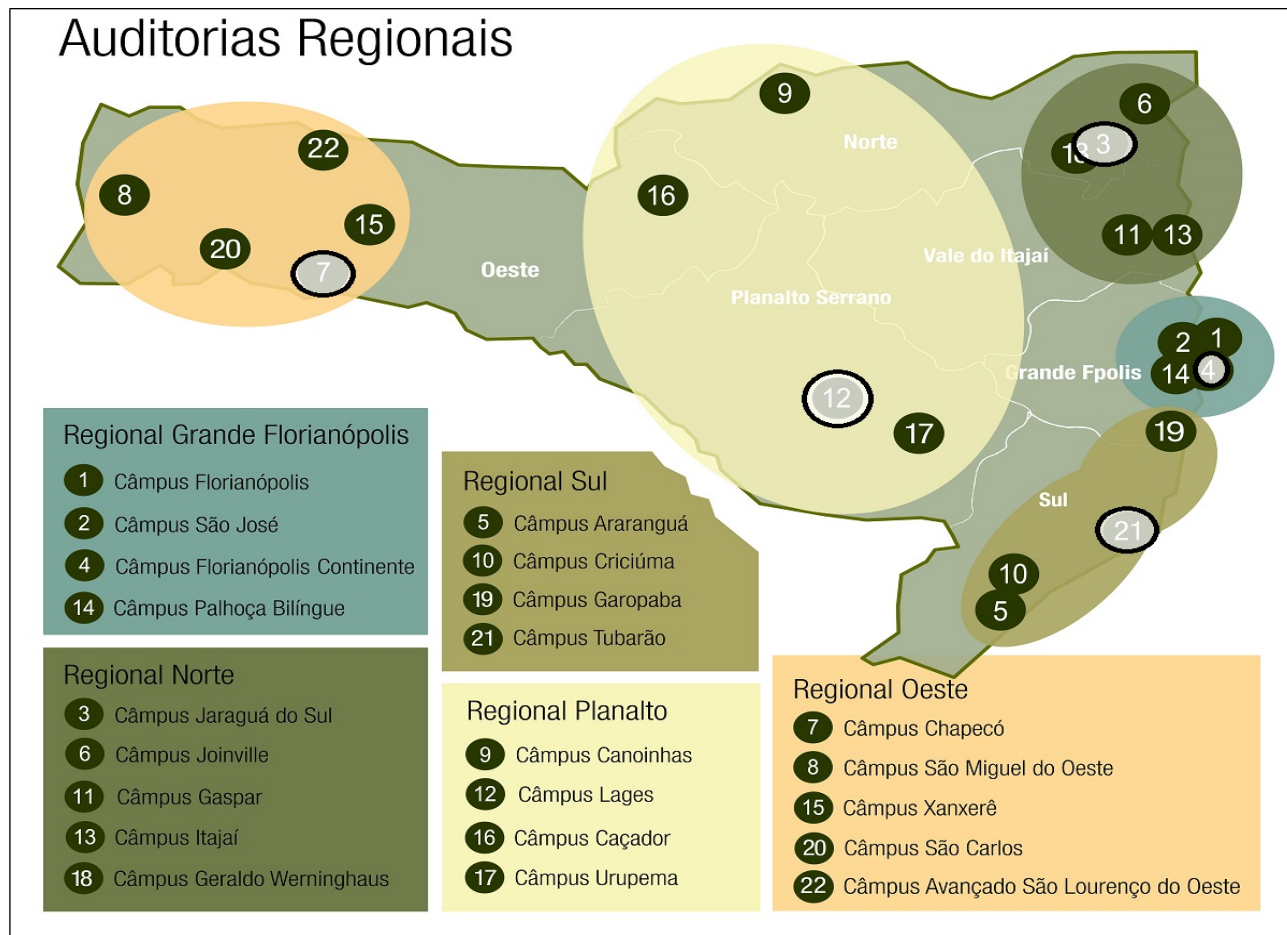 Auditorias Regionais
9
6
Norte
3
18
22
8
16
15
11
13
20
Vale do Itajaí
Oeste
7
Planalto Serrano
1
2
Grande Fpolis
14
4
12
17
19
Sul
21
10
5
Regional Grande Florianópolis
1 Câmpus Florianópolis
2 Câmpus São José
4 Câmpus Florianópolis Continente
14 Câmpus Palhoça Bilíngue
Regional Sul
5 Câmpus Araranguá
10 Câmpus Criciúma
19 Câmpus Garopaba
21 Câmpus Tubarão
Regional Norte
3 Câmpus Jaraguá do Sul
6 Câmpus Joinville
11 Câmpus Gaspar
13 Câmpus Itajaí
18 Câmpus Geraldo Werninghaus
Regional Planalto
9 Câmpus Canoinhas
12 Câmpus Lages
16 Câmpus Caçador
17 Câmpus Urupema
Regional Oeste
7 Câmpus Chapecó
8 Câmpus São Miguel do Oeste
15 Câmpus Xanxerê
20 Câmpus São Carlos
22 Câmpus Avançado São Lourenço do Oeste